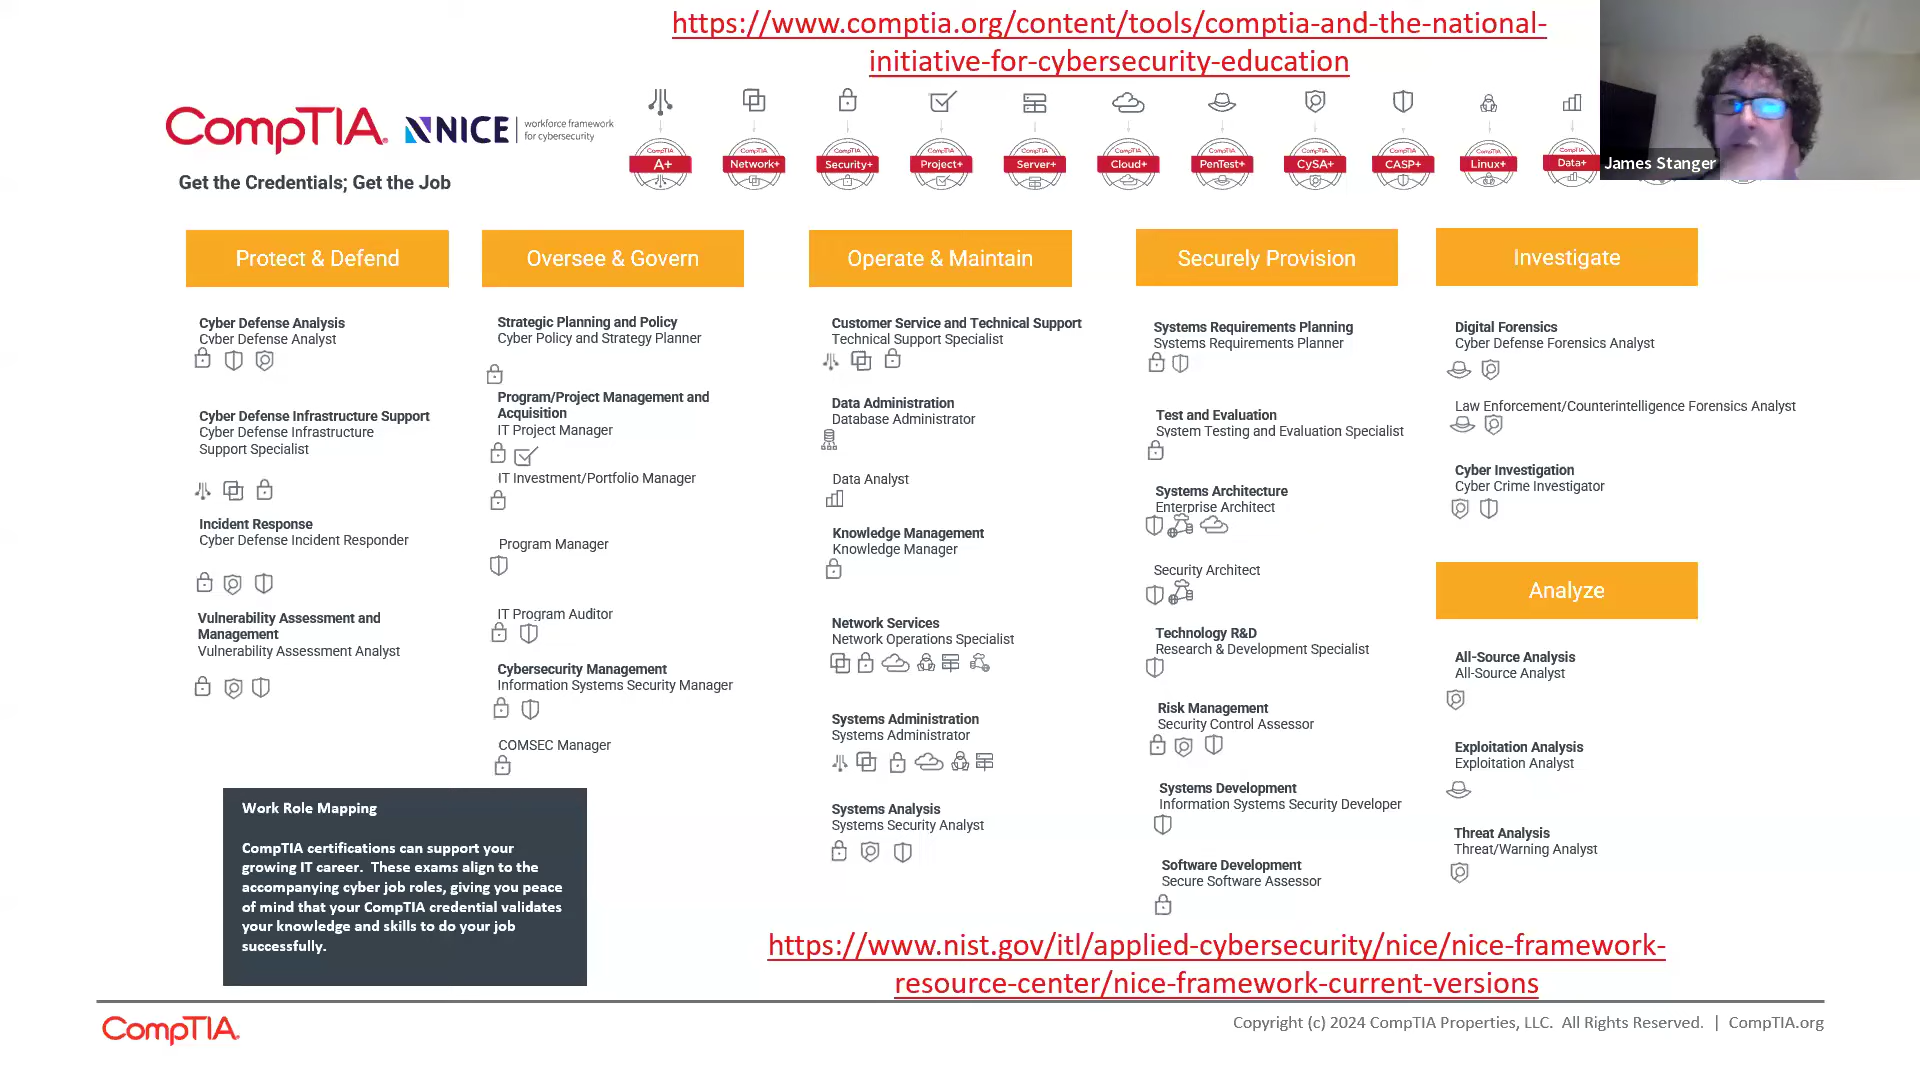 https://www.comptia.org/content/tools/comptia-and-the-national-
initiative-for-cybersecurity-education
CompTIA.
NICE
workforce framework
for cybersecurity
Get the Credentials; Get the Job
CompTIA
A+
CompTIA
Network+
CompTIA
Security+
CompTIA
Project+
CompTIA
Server+
CompTIA
Cloud+
CompTIA
PenTest+
CompTIA
CySA+
CompTIA
CASP+
CompTIA
Linux+
CompTIA
Data+
James Stanger
Protect & Defend
Cyber Defense Analysis
Cyber Defense Analyst
Cyber Defense Infrastructure Support
Cyber Defense Infrastructure
Support Specialist
Incident Response
Cyber Defense Incident Responder
Vulnerability Assessment and
Management
Vulnerability Assessment Analyst
Oversee & Govern
Strategic Planning and Policy
Cyber Policy and Strategy Planner
Program/Project Management and
Acquisition
IT Project Manager
IT Investment/Portfolio Manager
Program Manager
IT Program Auditor
Cybersecurity Management
Information Systems Security Manager
COMSEC Manager
Operate & Maintain
Customer Service and Technical Support
Technical Support Specialist
Data Administration
Database Administrator
Data Analyst
Knowledge Management
Knowledge Manager
Network Services
Network Operations Specialist
Systems Administration
Systems Administrator
Systems Analysis
Systems Security Analyst
Securely Provision
Systems Requirements Planning
Systems Requirements Planner
Test and Evaluation
System Testing and Evaluation Specialist
Systems Architecture
Enterprise Architect
Security Architect
Technology R&D
Research & Development Specialist
Risk Management
Security Control Assessor
Systems Development
Information Systems Security Developer
Software Development
Secure Software Assessor
Investigate
Digital Forensics
Cyber Defense Forensics Analyst
Law Enforcement/Counterintelligence Forensics Analyst
Cyber Investigation
Cyber Crime Investigator
Analyze
All-Source Analysis
All-Source Analyst
Exploitation Analysis
Exploitation Analyst
Threat Analysis
Threat/Warning Analyst
Work Role Mapping
CompTIA certifications can support your
growing IT career. These exams align to the
accompanying cyber job roles, giving you peace
of mind that your CompTIA credential validates
your knowledge and skills to do your job
successfully.
https://www.nist.gov/itl/applied-cybersecurity/nice/nice-framework-
resource-center/nice-framework-current-versions
CompTIA.
Copyright (c) 2024 CompTIA Properties, LLC. All Rights Reserved. | CompTIA.org